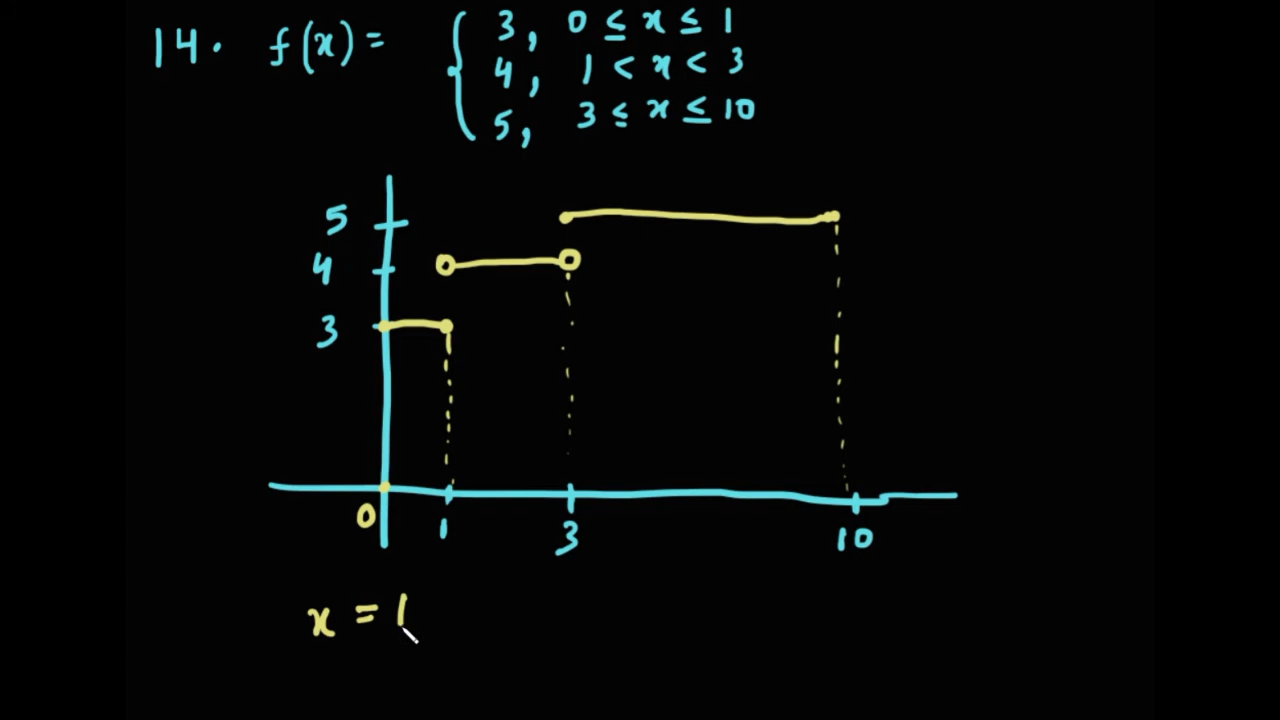 14. f(x) = { 3, 0 ≤ x ≤ 1
4, 1 < x < 3
5, 3 ≤ x ≤ 10
5
4
3
0 1 3 10
x = 1